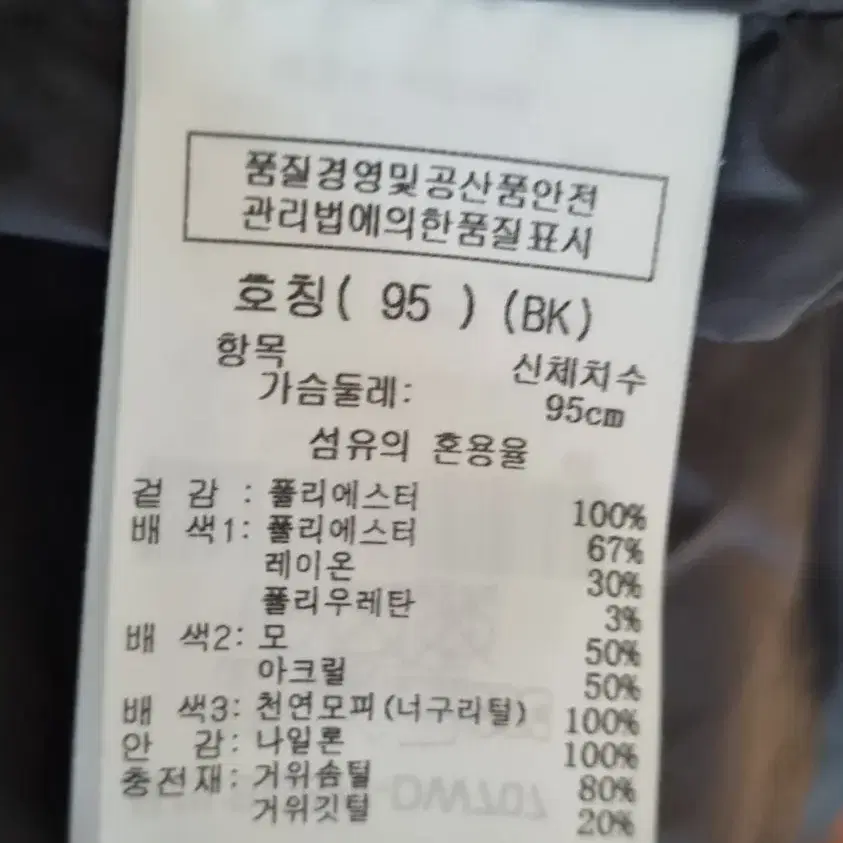 품질경영및공산품안전
관리법에의한품질표시
호칭( 95 ) (BK)
항목 신체치수
가슴둘레: 95cm
섬유의 혼용율
겉 감 : 폴리에스터 100%
배 색1: 폴리에스터 67%
레이온 30%
폴리우레탄 3%
배 색2: 모 50%
아크릴 50%
배 색3: 천연모피(너구리털) 100%
안 감: 나일론 100%
충전재: 거위솜털 80%
거위깃털 20%